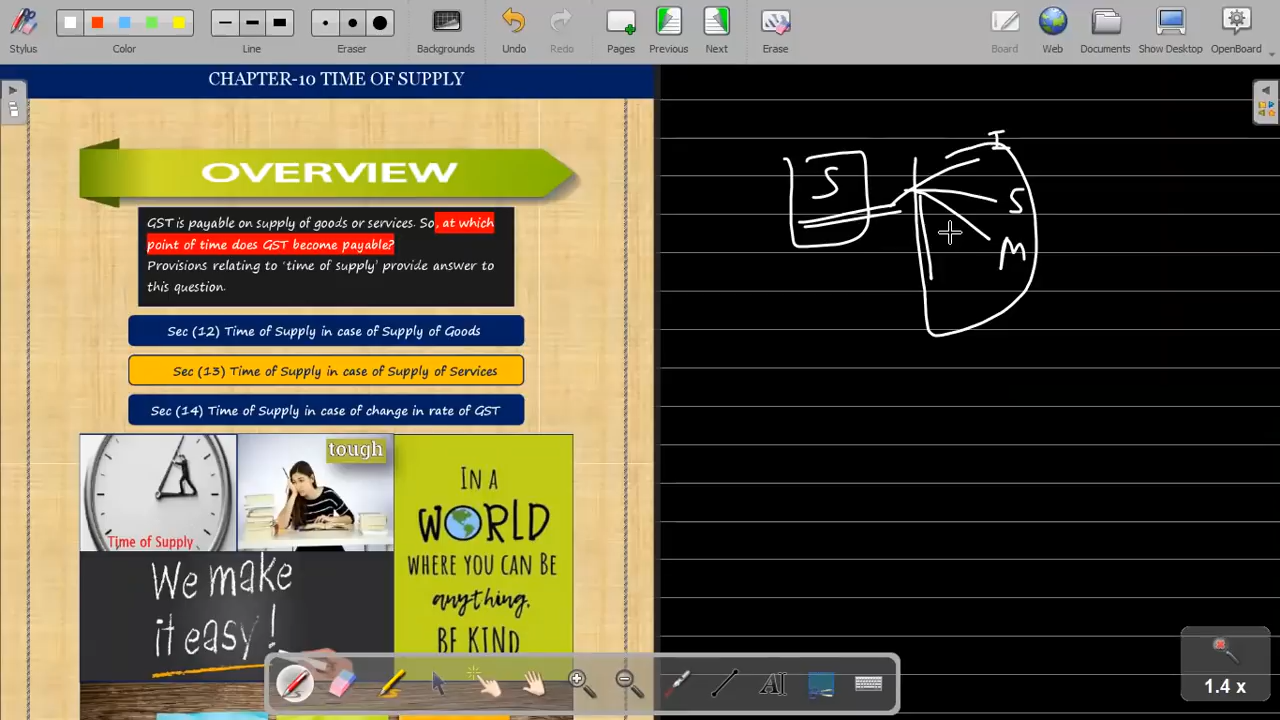 Stylus
Color
Line
Eraser
Backgrounds
Undo
Redo
Pages
Previous
Next
Erase
Board
Web
Documents
Show Desktop
OpenBoard
CHAPTER-10 TIME OF SUPPLY
OVERVIEW
GST is payable on supply of goods or services. So, at which
point of time does GST become payable?
Provisions relating to 'time of supply' provide answer to
this question.
Sec (12) Time of Supply in case of Supply of Goods
Sec (13) Time of Supply in case of Supply of Services
Sec (14) Time of Supply in case of change in rate of GST
Time of Supply
tough
We make
it easy!
IN A
WORLD
WHERE YOU CAN BE
anything,
BE KIND
S
I
S
M
AI
1.4 x